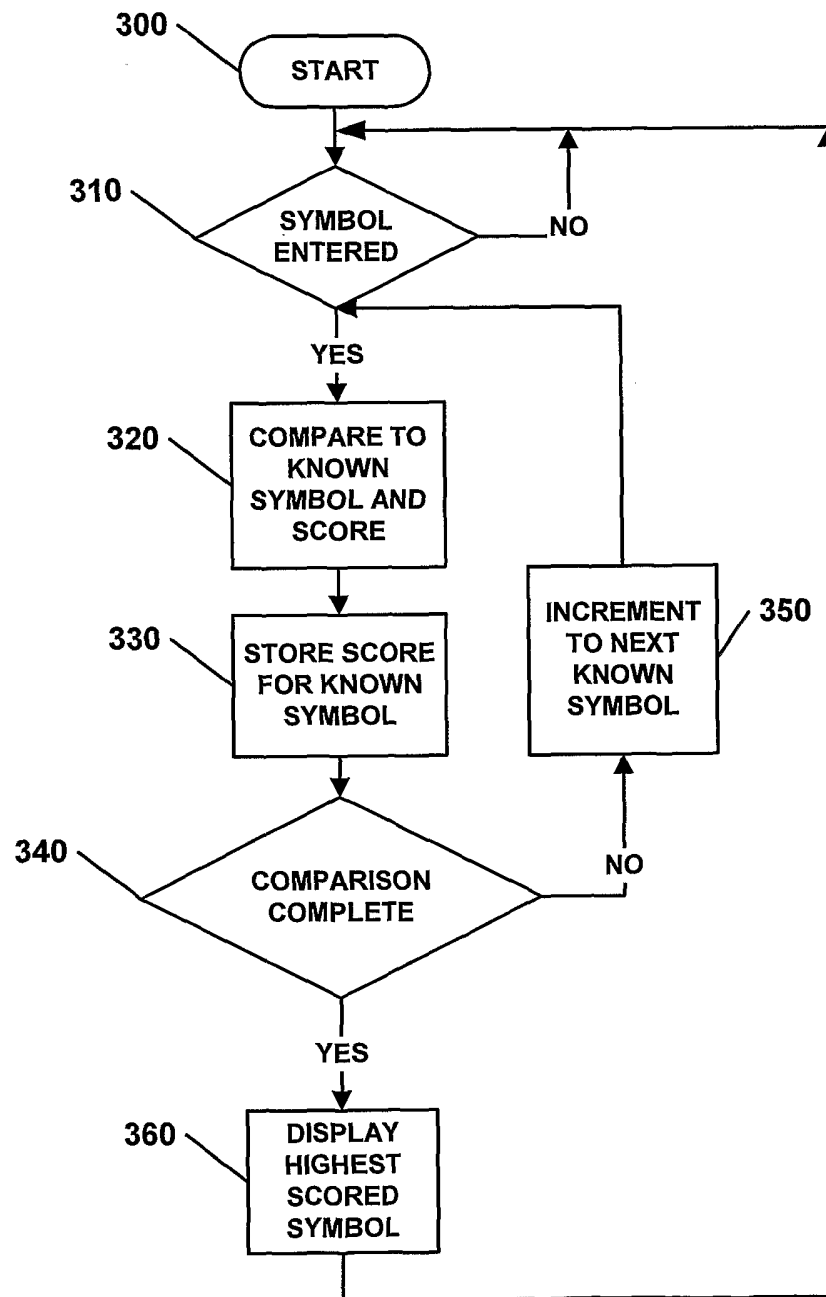 300
START
310
SYMBOL
ENTERED
NO
YES
320
COMPARE TO
KNOWN
SYMBOL AND
SCORE
330
STORE SCORE
FOR KNOWN
SYMBOL
INCREMENT
TO NEXT
KNOWN
SYMBOL
350
340
COMPARISON
COMPLETE
NO
YES
360
DISPLAY
HIGHEST
SCORED
SYMBOL